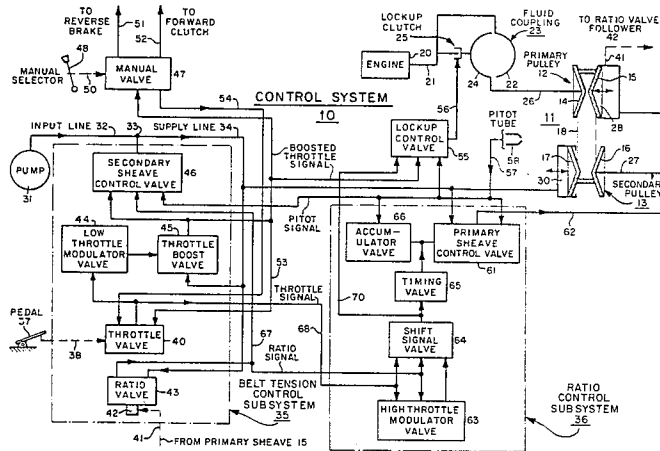 TO
REVERSE
BRAKE
51
52
TO
FORWARD
CLUTCH
48
MANUAL
SELECTOR
50
MANUAL
VALVE
47
54
CONTROL SYSTEM
10
INPUT LINE 32
33
SUPPLY LINE 34
PUMP
31
SECONDARY
SHEAVE CONTROL
VALVE
46
BOOSTED
THROTTLE
SIGNAL
44
45
LOW THROTTLE
MODULATOR
VALVE
THROTTLE
BOOST
VALVE
PITOT
SIGNAL
53
THROTTLE
SIGNAL
PEDAL
37
38
THROTTLE
VALVE
40
67
68
70
RATIO
SIGNAL
RATIO
VALVE
43
42
BELT TENSION
CONTROL
SUBSYSTEM
35
41
FROM PRIMARY SHEAVE 15
LOCKUP
CLUTCH
25
FLUID
COUPLING
23
ENGINE
20
21
24
22
26
56
PITOT
TUBE
58
57
LOCKUP
CONTROL
VALVE
55
TO RATIO VALVE
FOLLOWER
42
41
PRIMARY
PULLEY
12
15
14
28
11
18
17
16
27
30
SECONDARY
PULLEY
13
62
66
ACCUM-
ULATOR
VALVE
PRIMARY
SHEAVE
CONTROL VALVE
61
TIMING
VALVE
65
SHIFT
SIGNAL
VALVE
64
HIGH THROTTLE
MODULATOR
VALVE
63
RATIO
CONTROL
SUBSYSTEM
36